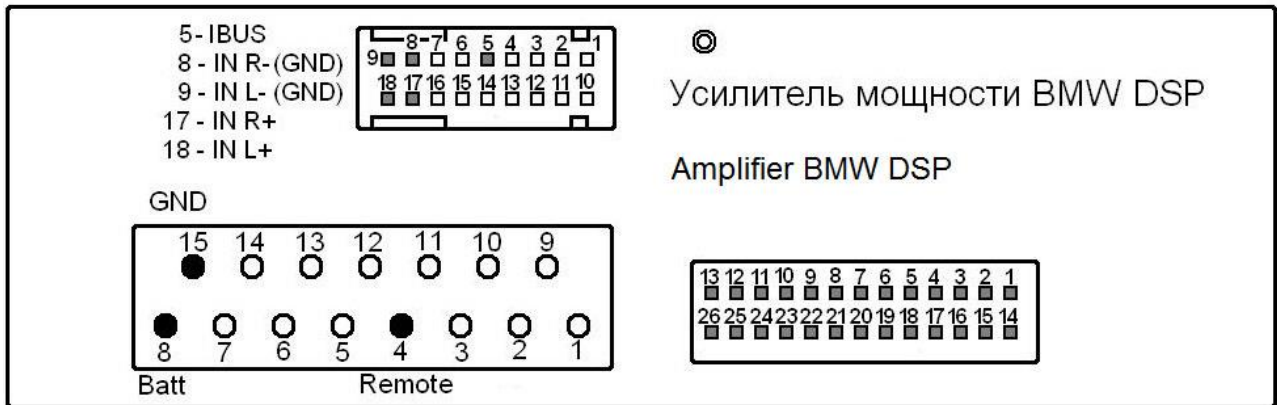 5- IBUS
8 - IN R- (GND)
9 - IN L- (GND)
17 - IN R+
18 - IN L+
9 8 7 6 5 4 3 2 1
18 17 16 15 14 13 12 11 10
Усилитель мощности BMW DSP
Amplifier BMW DSP
GND
15 14 13 12 11 10 9
8 7 6 5 4 3 2 1
Batt Remote
13 12 11 10 9 8 7 6 5 4 3 2 1
26 25 24 23 22 21 20 19 18 17 16 15 14